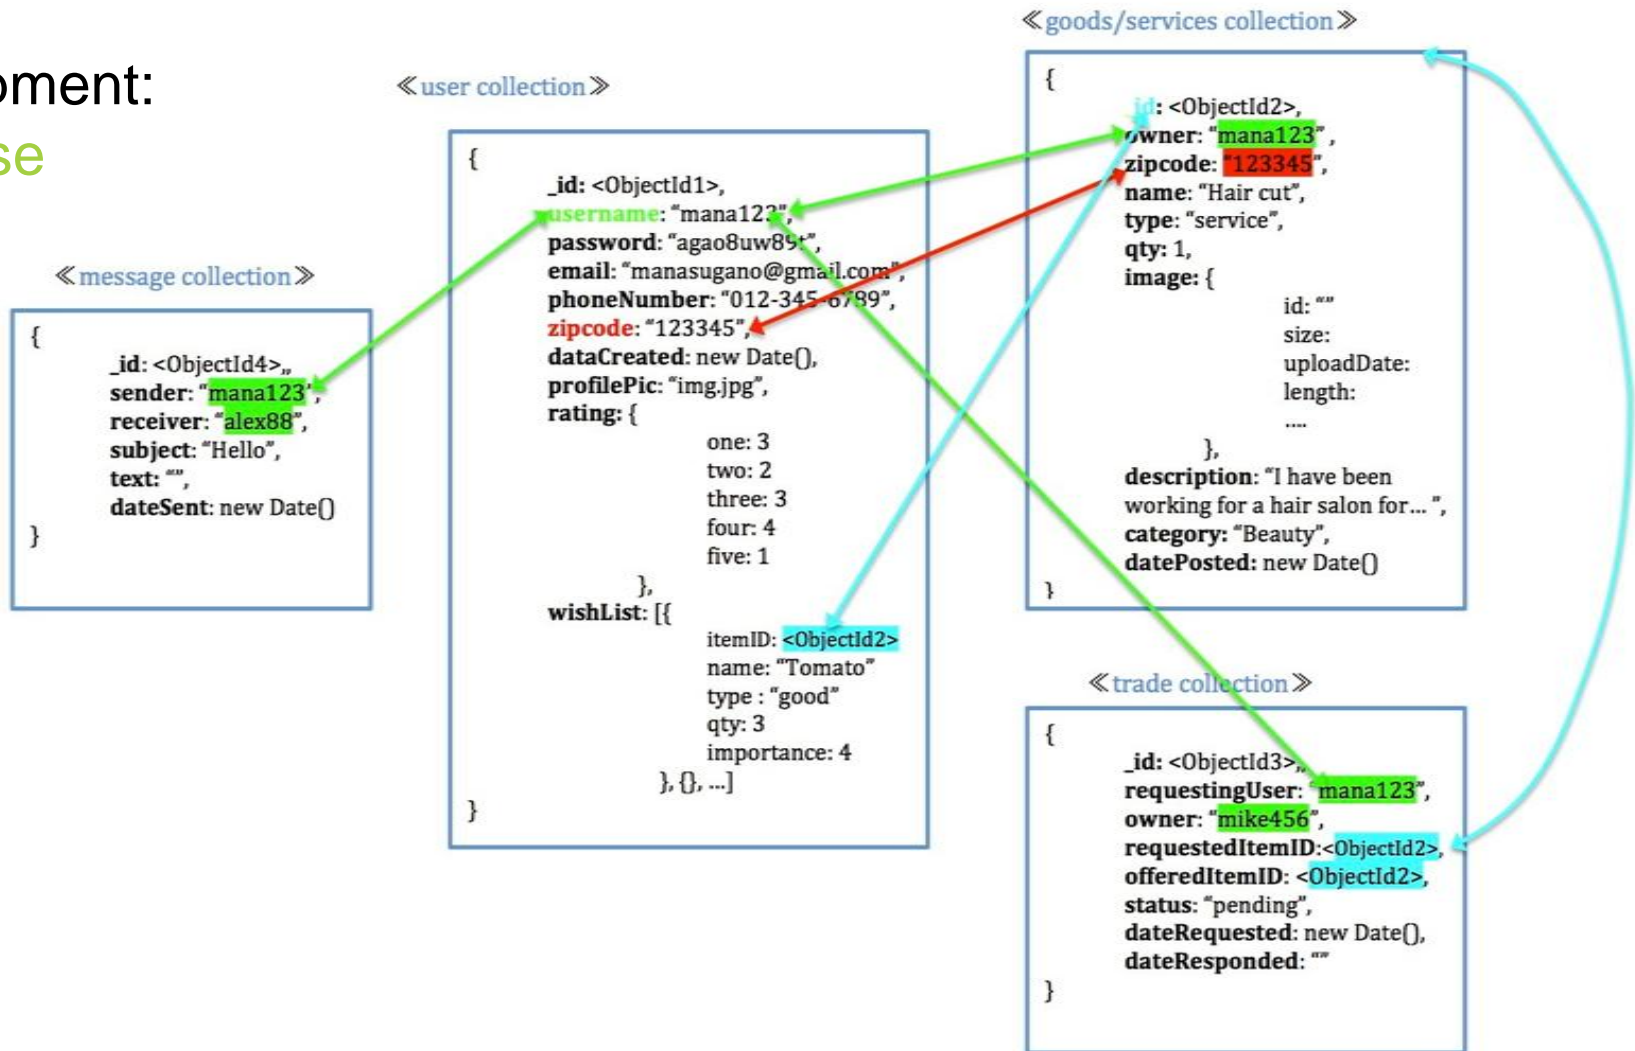 oment:
se
≪message collection≫
{
_id: <ObjectId4>,,
sender: “mana123”,
receiver: “alex88”,
subject: “Hello”,
text: “”,
dateSent: new Date()
}
≪user collection≫
{
_id: <ObjectId1>,
username: “mana123”,
password: “agao8uw89t”,
email: “manasugano@gmail.com”,
phoneNumber: “012-345-6789”,
zipcode: “123345”,
dataCreated: new Date(),
profilePic: “img.jpg”,
rating: {
one: 3
two: 2
three: 3
four: 4
five: 1
},
wishList: [{
itemID: <ObjectId2>
name: “Tomato”
type : “good”
qty: 3
importance: 4
}, {}, ...]
}
≪goods/services collection≫
{
id: <ObjectId2>,
owner: “mana123” ,
zipcode: “123345”,
name: “Hair cut”,
type: “service”,
qty: 1,
image: {
id: “”
size:
uploadDate:
length:
....
},
description: “I have been
working for a hair salon for... ”,
category: “Beauty”,
datePosted: new Date()
}
≪trade collection≫
{
_id: <ObjectId3>,,
requestingUser: “mana123”,
owner: “mike456”,
requestedItemID:<ObjectId2>,
offeredItemID: <ObjectId2>,
status: “pending”,
dateRequested: new Date(),
dateResponded: “”
}